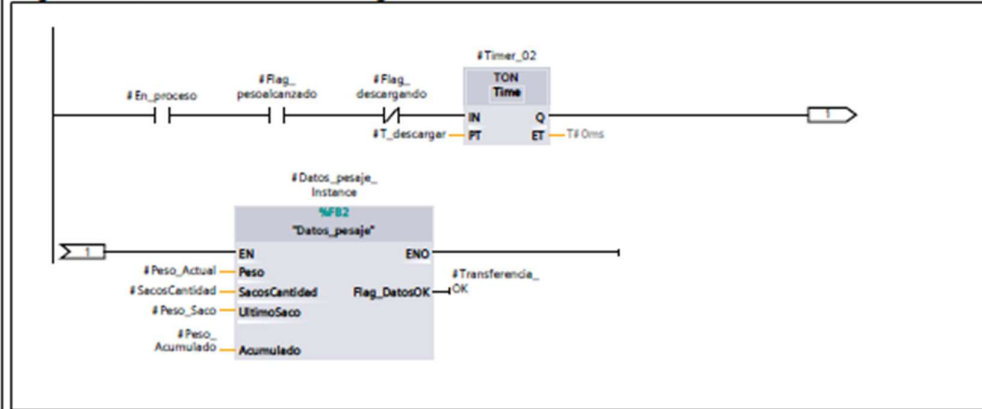 #Timer_02
TON
Time
#En_proceso
#Flag_
pesoalcanzado
#Flag_
descargando
IN
Q
1
#T_descargar
PT
ET
T#0ms
#Datos_pesaje_
Instance
%FB2
"Datos_pesaje"
1
EN
ENO
#Peso_Actual
Peso
#Transferencia_
OK
#SacosCantidad
SacosCantidad
Flag_DatosOK
#Peso_Saco
UltimoSaco
#Peso_
Acumulado
Acumulado